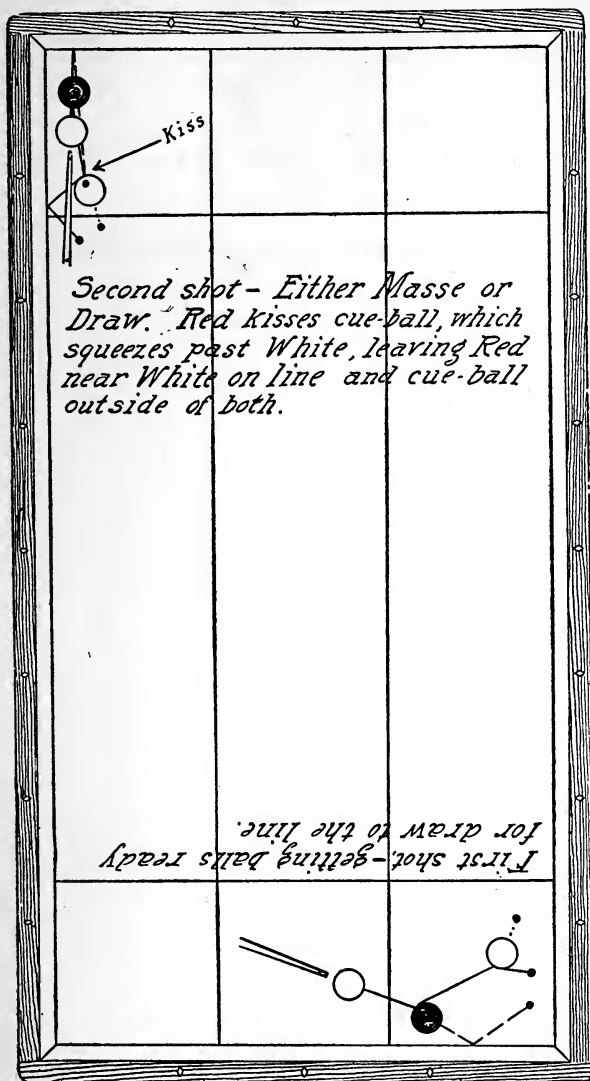 Kiss
Second shot - Either Masse or
Draw. Red kisses cue-ball, which
squeezes past White, leaving Red
near White on line and cue-ball
outside of both.
First shot.-getting balls ready
for draw to the line.